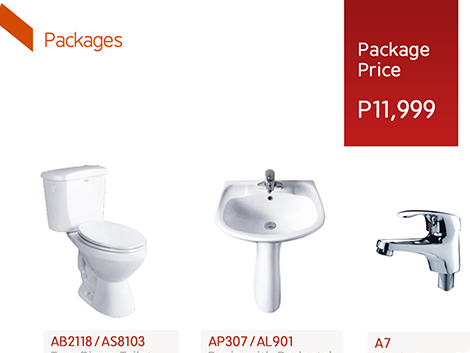 Packages
Package
Price
P11,999
AB2118 / AS8103
AP307 / AL901
A7